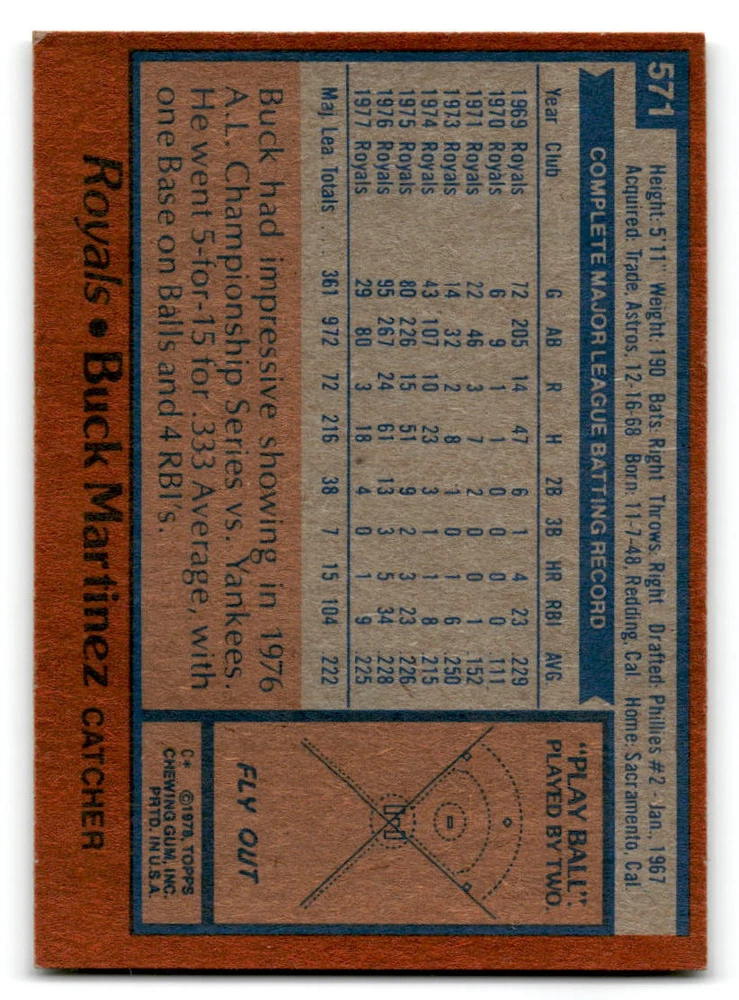 571
Height: 5'11" Weight: 190 Bats: Right Throws: Right Drafted: Phillies #2 - Jan., 1967
Acquired: Trade, Astros, 12-16-68 Born: 11-7-48, Redding, Cal. Home: Sacramento, Cal.
COMPLETE MAJOR LEAGUE BATTING RECORD
Year Club G AB R H 2B 3B HR RBI AVG.
1969 Royals 72 205 14 47 6 1 4 23 .229
1970 Royals 6 9 1 1 0 0 0 0 .111
1971 Royals 22 46 3 7 2 0 0 1 .152
1973 Royals 14 32 2 8 1 0 1 6 .250
1974 Royals 43 107 10 23 3 1 1 8 .215
1975 Royals 80 226 15 51 9 2 3 23 .226
1976 Royals 95 267 24 61 13 3 5 34 .228
1977 Royals 29 80 3 18 4 0 1 9 .225
Maj. Lea. Totals .... 361 972 72 216 38 7 15 104 .222
Buck had impressive showing in 1976
A.L. Championship Series vs. Yankees.
He went 5-for-15 for .333 Average, with
one Base on Balls and 4 RBI's.
"PLAY BALL".
PLAYED BY TWO.
FLY OUT
C* ©1978, TOPPS
CHEWING GUM, INC.
PRTD. IN U.S.A.
Royals • Buck Martinez CATCHER